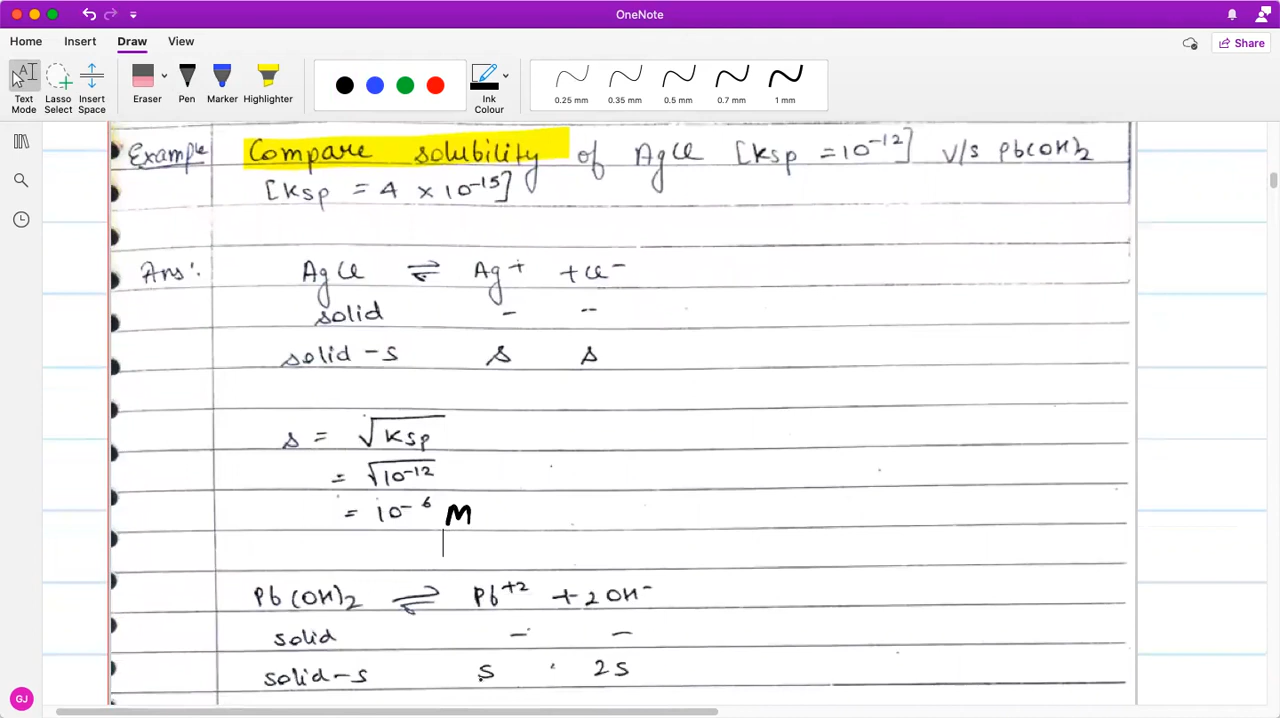 OneNote
Home Insert Draw View
Share
Text Mode
Lasso Select
Insert Space
Eraser
Pen
Marker
Highlighter
Ink Colour
0.25 mm
0.35 mm
0.5 mm
0.7 mm
1 mm
Example Compare solubility of AgCl [Ksp = 10⁻¹²] v/s Pb(OH)₂
[Ksp = 4 × 10⁻¹⁵]
Ans: AgCl ⇌ Ag⁺ + Cl⁻
solid - -
solid - s s s
s = √Ksp
= √10⁻¹²
= 10⁻⁶ M
Pb(OH)₂ ⇌ Pb⁺² + 2OH⁻
solid - -
solid - s s 2s
GJ